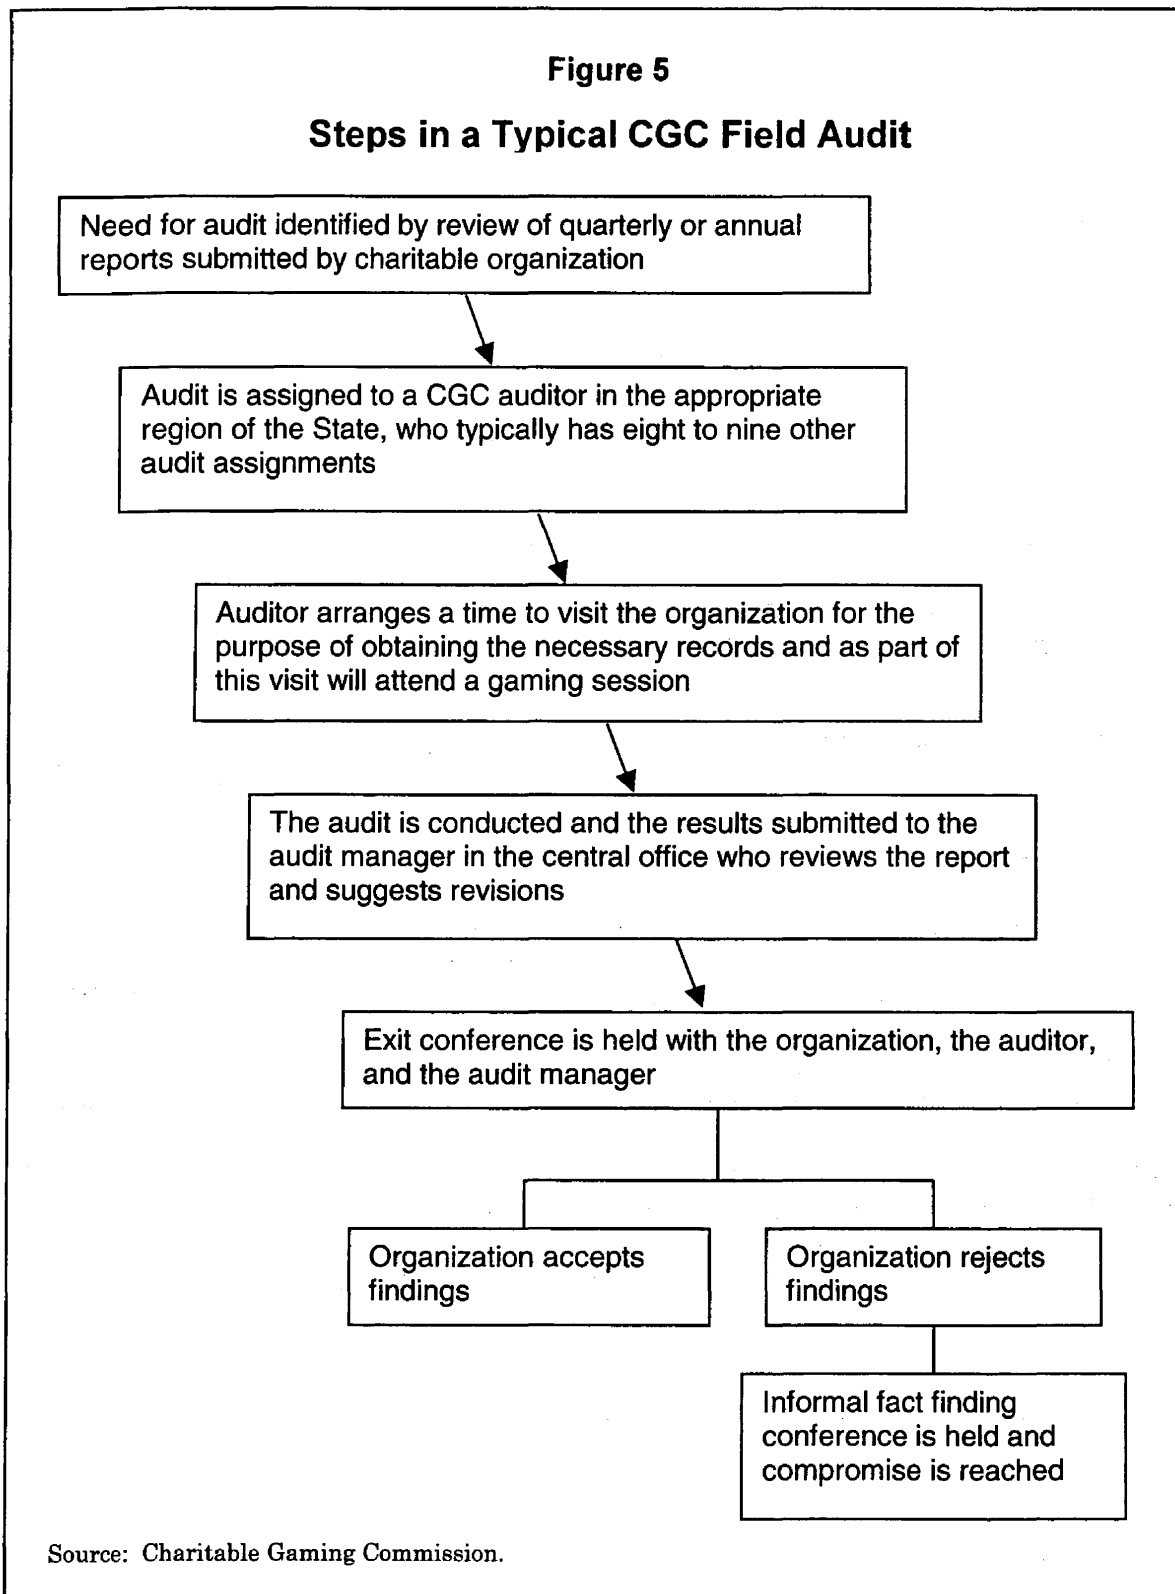 Figure 5
Steps in a Typical CGC Field Audit
Need for audit identified by review of quarterly or annual
reports submitted by charitable organization
Audit is assigned to a CGC auditor in the appropriate
region of the State, who typically has eight to nine other
audit assignments
Auditor arranges a time to visit the organization for the
purpose of obtaining the necessary records and as part of
this visit will attend a gaming session
The audit is conducted and the results submitted to the
audit manager in the central office who reviews the report
and suggests revisions
Exit conference is held with the organization, the auditor,
and the audit manager
Organization accepts
findings
Organization rejects
findings
Informal fact finding
conference is held and
compromise is reached
Source: Charitable Gaming Commission.